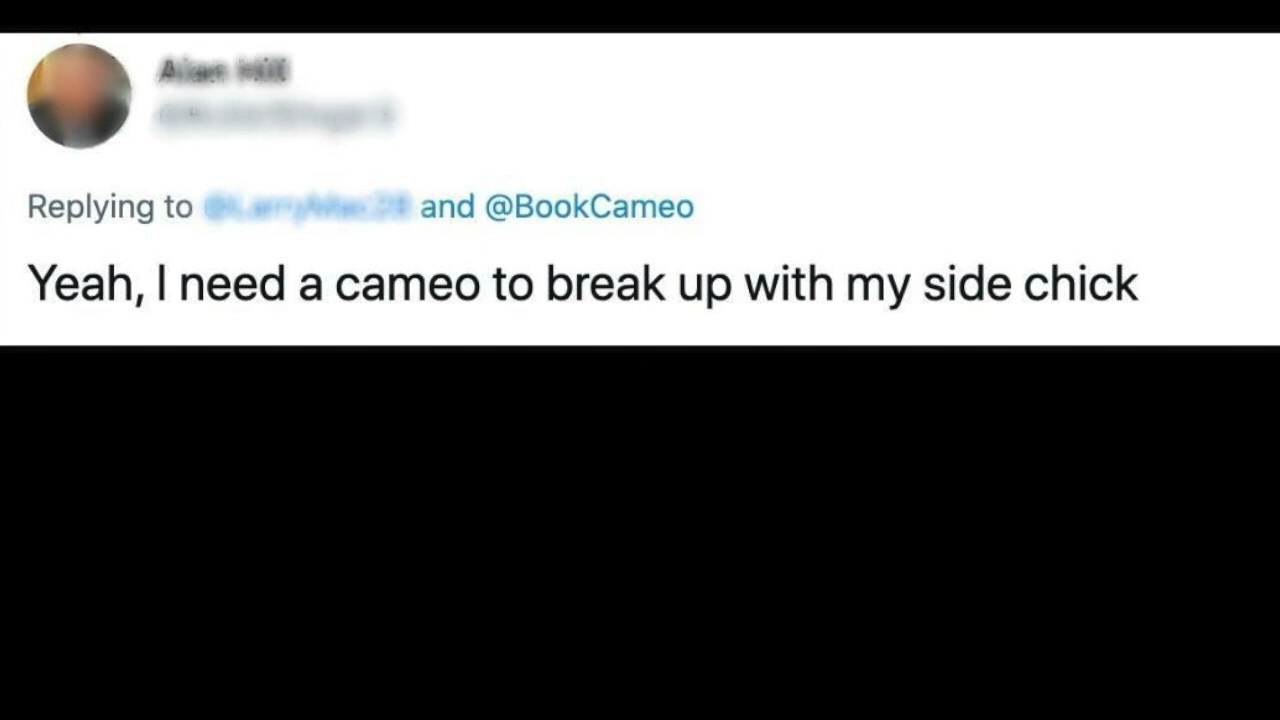 Replying to and @BookCameo
Yeah, I need a cameo to break up with my side chick